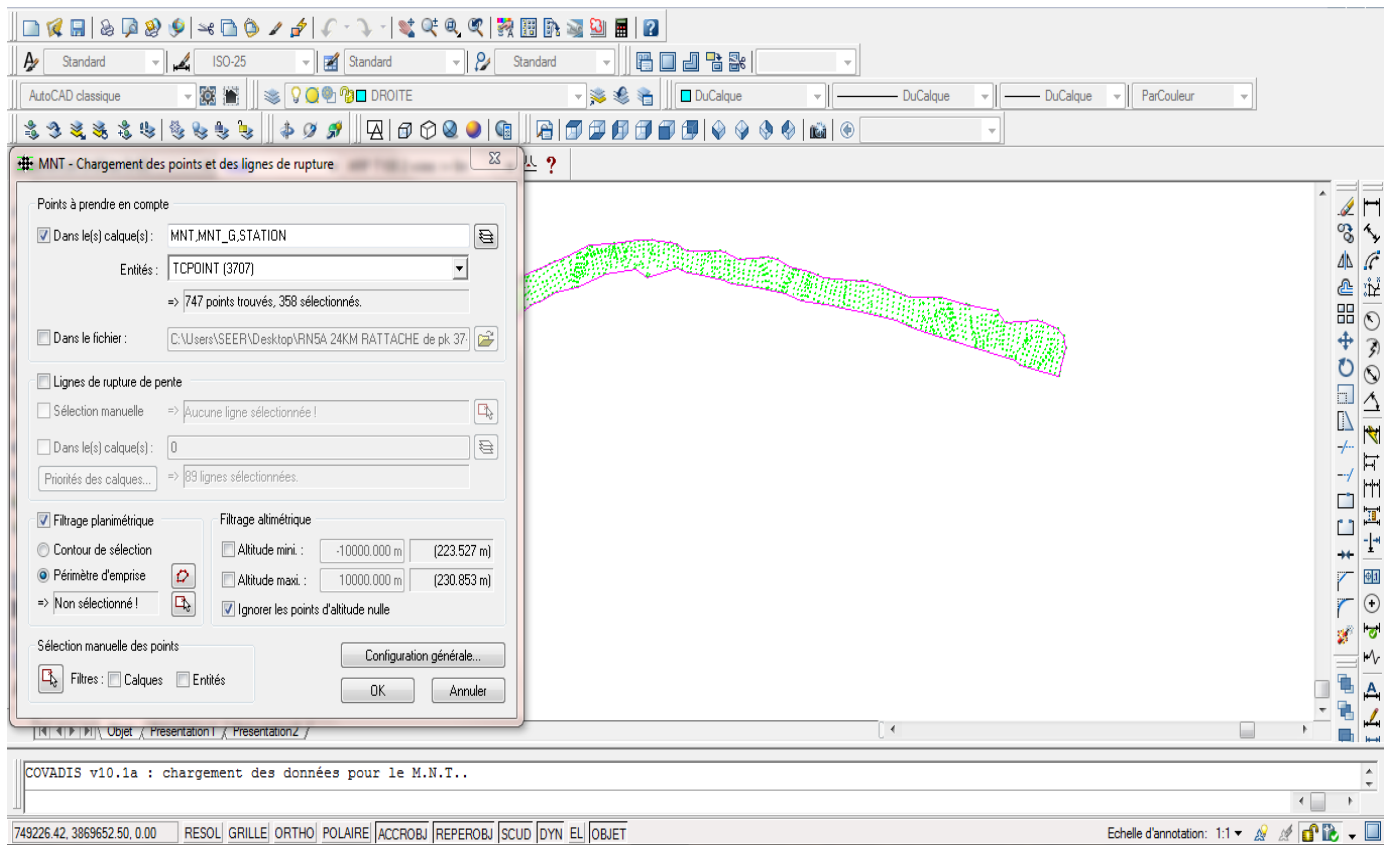 Standard
ISO-25
Standard
Standard
AutoCAD classique
DROITE
DuCalque
DuCalque
DuCalque
ParCouleur
MNT - Chargement des points et des lignes de rupture
Points à prendre en compte
Dans le(s) calque(s) :
MNT,MNT_G,STATION
Entités :
TCPOINT (3707)
=> 747 points trouvés, 358 sélectionnés.
Dans le fichier :
C:\Users\SEER\Desktop\RN5A 24KM RATTACHE de pk 37-
Lignes de rupture de pente
Sélection manuelle
=> Aucune ligne sélectionnée !
Dans le(s) calque(s) :
0
Priorités des calques...
=> 89 lignes sélectionnées.
Filtrage planimétrique
Contour de sélection
Périmètre d'emprise
=> Non sélectionné !
Filtrage altimétrique
Altitude mini. :
-10000.000 m
(223.527 m)
Altitude maxi. :
10000.000 m
(230.853 m)
Ignorer les points d'altitude nulle
Sélection manuelle des points
Filtres :
Calques
Entités
Configuration générale...
OK
Annuler
Objet
Présentation1
Présentation2
COVADIS v10.1a : chargement des données pour le M.N.T..
749226.42, 3869652.50, 0.00
RESOL GRILLE ORTHO POLAIRE ACCROBJ REPEROBJ SCUD DYN EL OBJET
Echelle d'annotation: 1:1